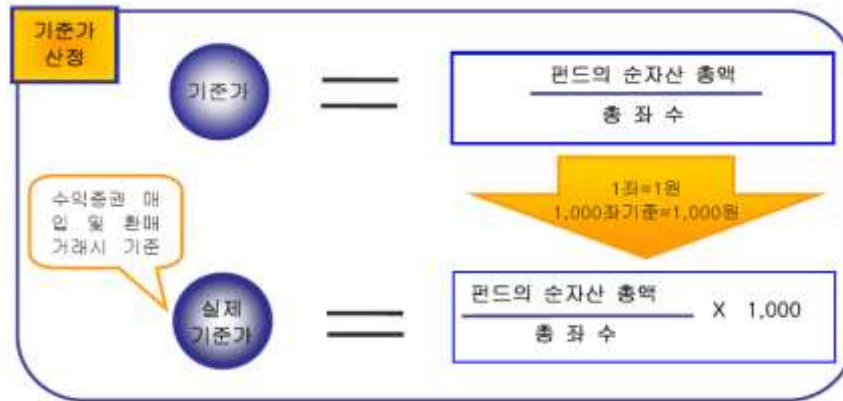 기준가
산정
기준가
펀드의 순자산 총액
총 좌 수
1좌=1원
1,000좌기준=1,000원
수익증권 매
입 및 환매
거래시 기준
실제
기준가
펀드의 순자산 총액
X 1,000
총 좌 수